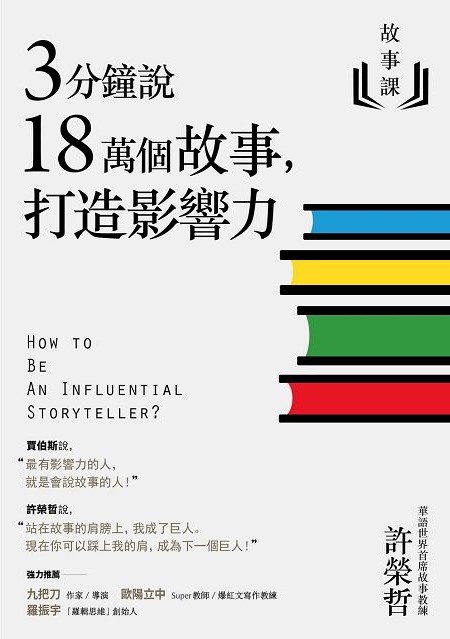 故事課
3分鐘說
18萬個故事,
打造影響力
HOW TO
BE
AN INFLUENTIAL
STORYTELLER?
賈伯斯說,
“最有影響力的人,
就是會說故事的人!”
許榮哲說,
“站在故事的肩膀上,我成了巨人。
現在你可以踩上我的肩,成為下一個巨人!”
強力推薦——
九把刀 作家/導演 歐陽立中 Super教師/爆紅文寫作教練
羅振宇 「羅輯思維」創始人
華語世界首席故事教練
許榮哲